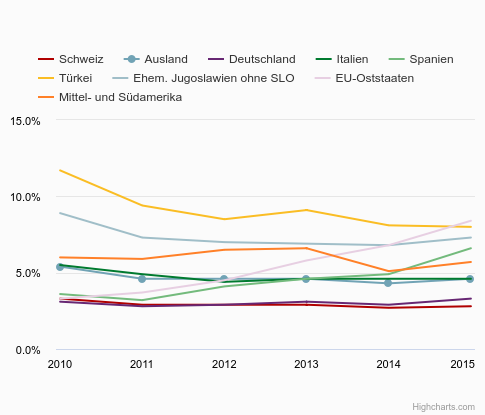 Schweiz Ausland Deutschland Italien Spanien
Türkei Ehem. Jugoslawien ohne SLO EU-Oststaaten
Mittel- und Südamerika
15.0%
10.0%
5.0%
0.0%
2010 2011 2012 2013 2014 2015
Highcharts.com